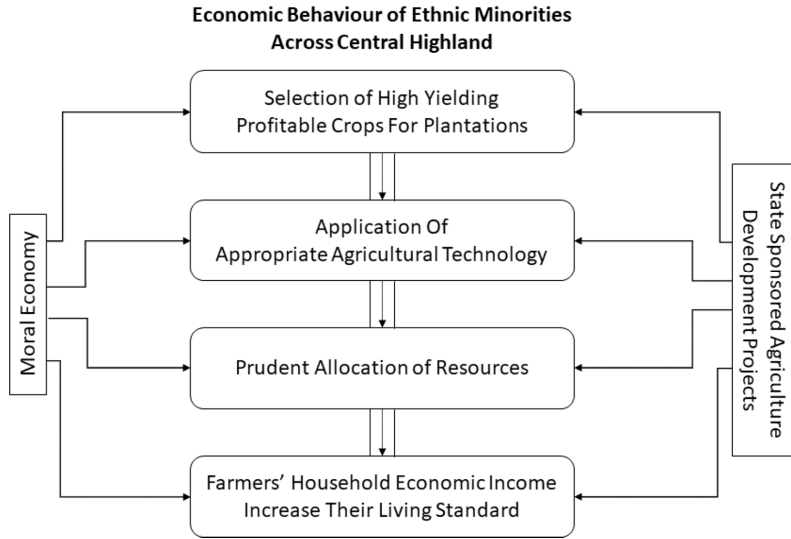 Economic Behaviour of Ethnic Minorities
Across Central Highland
Selection of High Yielding
Profitable Crops For Plantations
Moral Economy
State Sponsored Agriculture
Development Projects
Application Of
Appropriate Agricultural Technology
Prudent Allocation of Resources
Farmers' Household Economic Income
Increase Their Living Standard